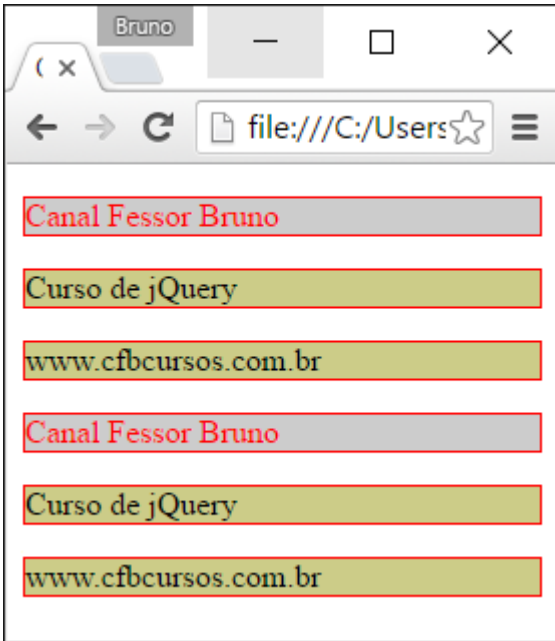 Bruno
(
file:///C:/Users
Canal Fessor Bruno
Curso de jQuery
www.cfbcursos.com.br
Canal Fessor Bruno
Curso de jQuery
www.cfbcursos.com.br